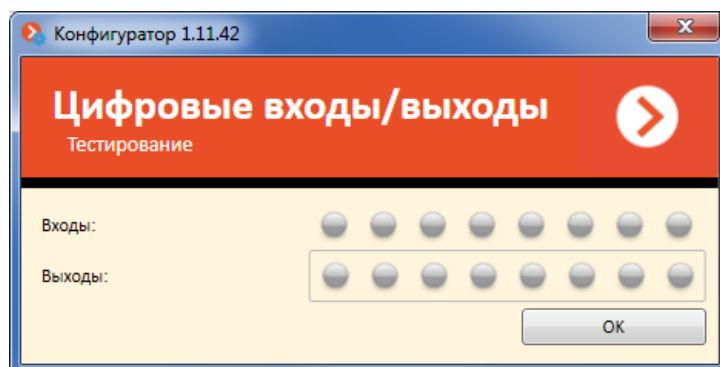 Конфигуратор 1.11.42
Цифровые входы/выходы
Тестирование
Входы:
Выходы:
ОК